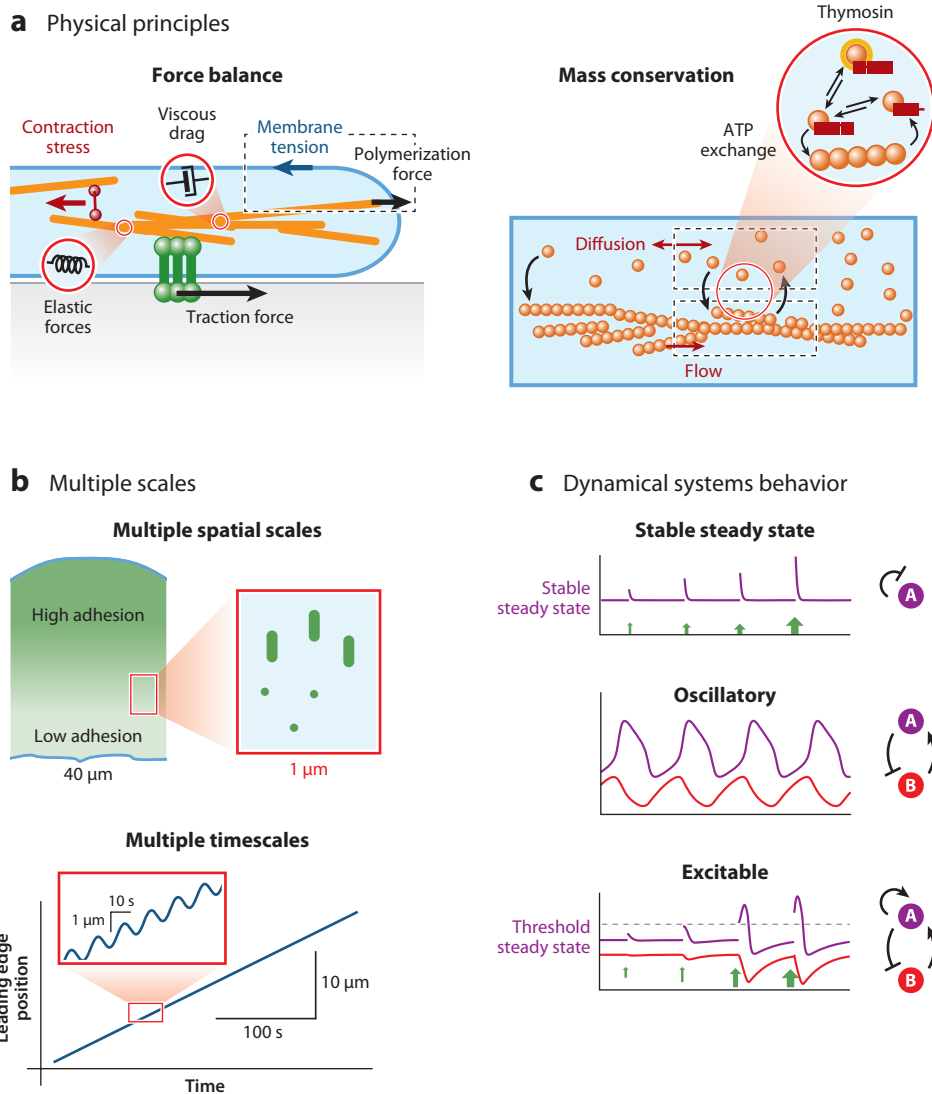 a Physical principles
Force balance
Contraction
stress
Viscous
drag
Membrane
tension
Polymerization
force
Elastic
forces
Traction force
Mass conservation
Thymosin
ATP
exchange
Diffusion
Flow
b Multiple scales
Multiple spatial scales
High adhesion
Low adhesion
40 µm
1 µm
Multiple timescales
Leading edge
position
10 s
1 µm
10 µm
100 s
Time
c Dynamical systems behavior
Stable steady state
Stable
steady state
A
Oscillatory
A
B
Excitable
Threshold
steady state
A
B